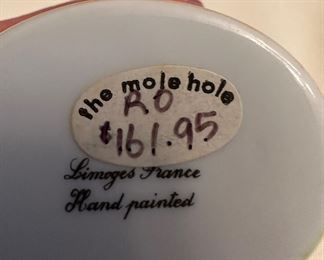 the mole hole
RO
$161.95
Limoges France
Hand painted